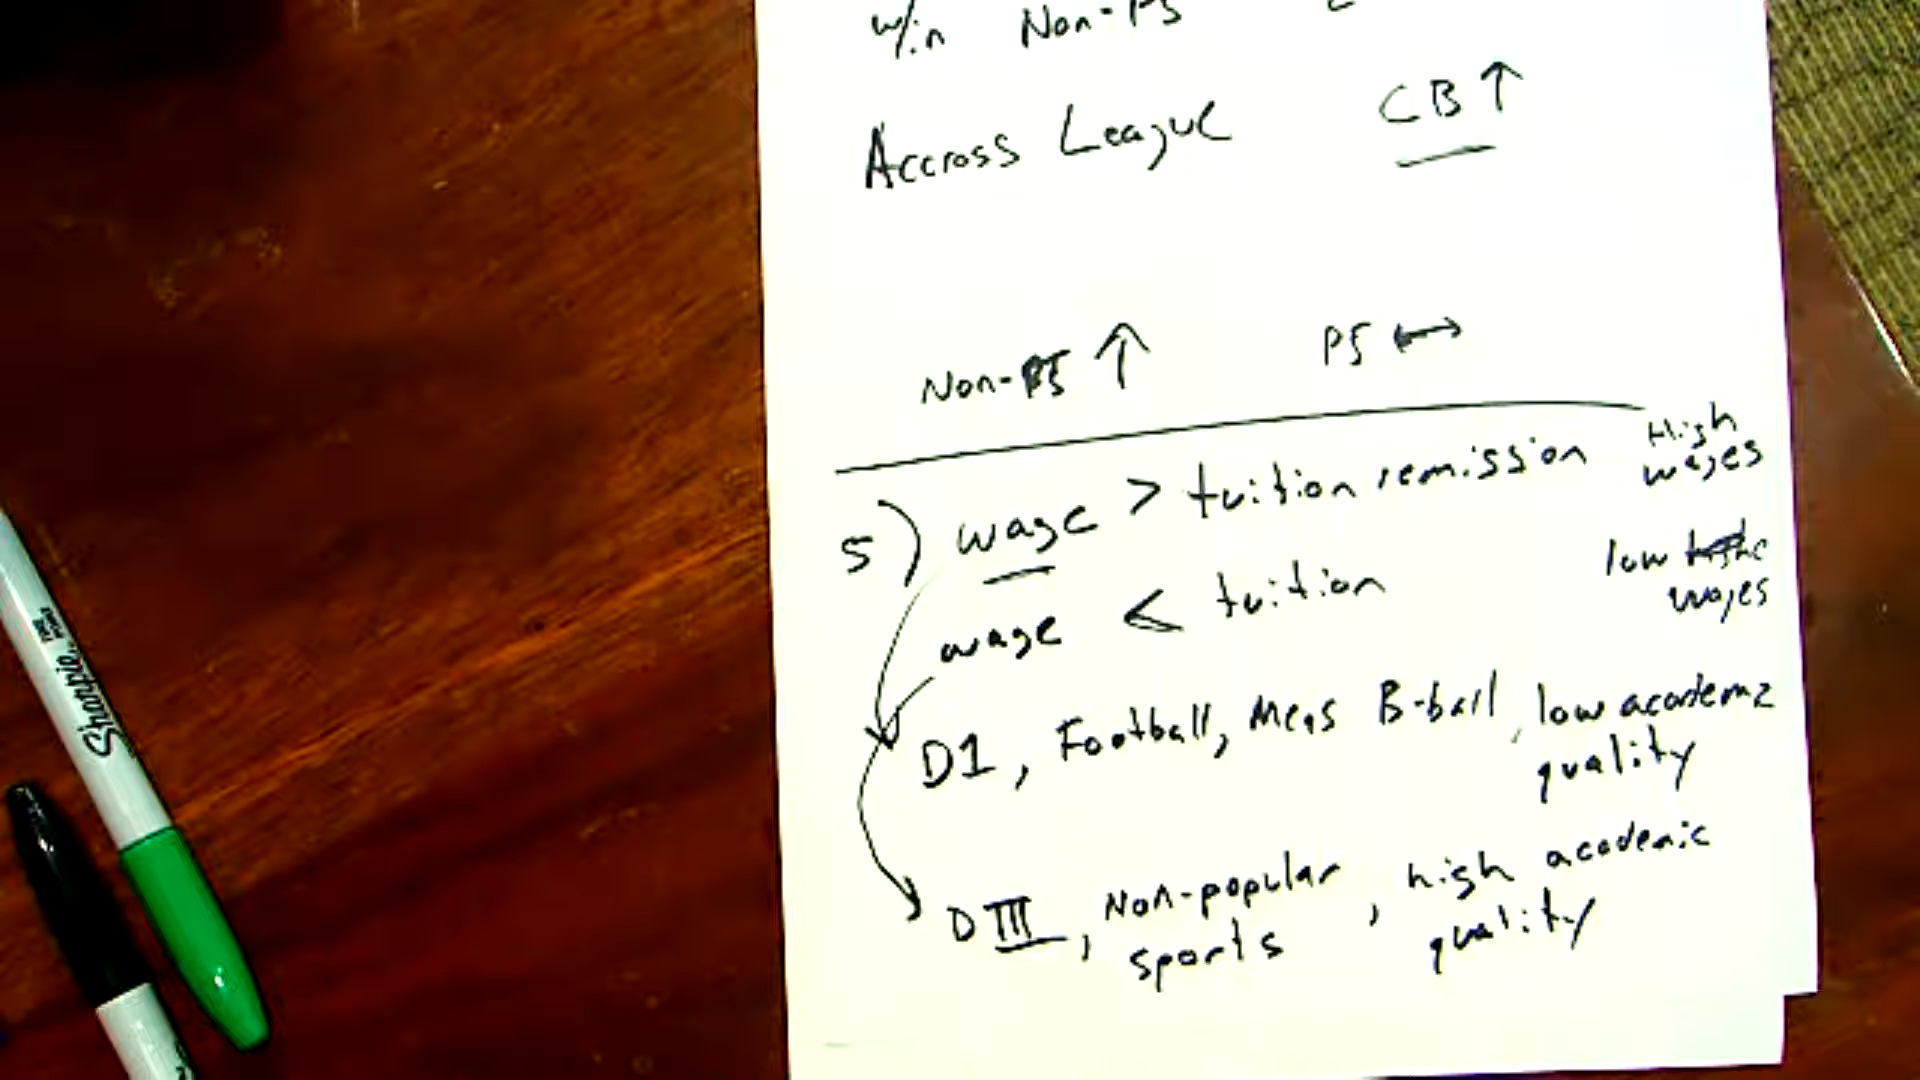 w/in Non-P5
Accross League CB ↑
Non-P5 ↑ P5 ↔
5) wage > tuition remission High wages
wage < tuition low wages
D1, Football, Mens B-ball, low academic quality
D III, Non-popular sports, high academic quality
Sharpie